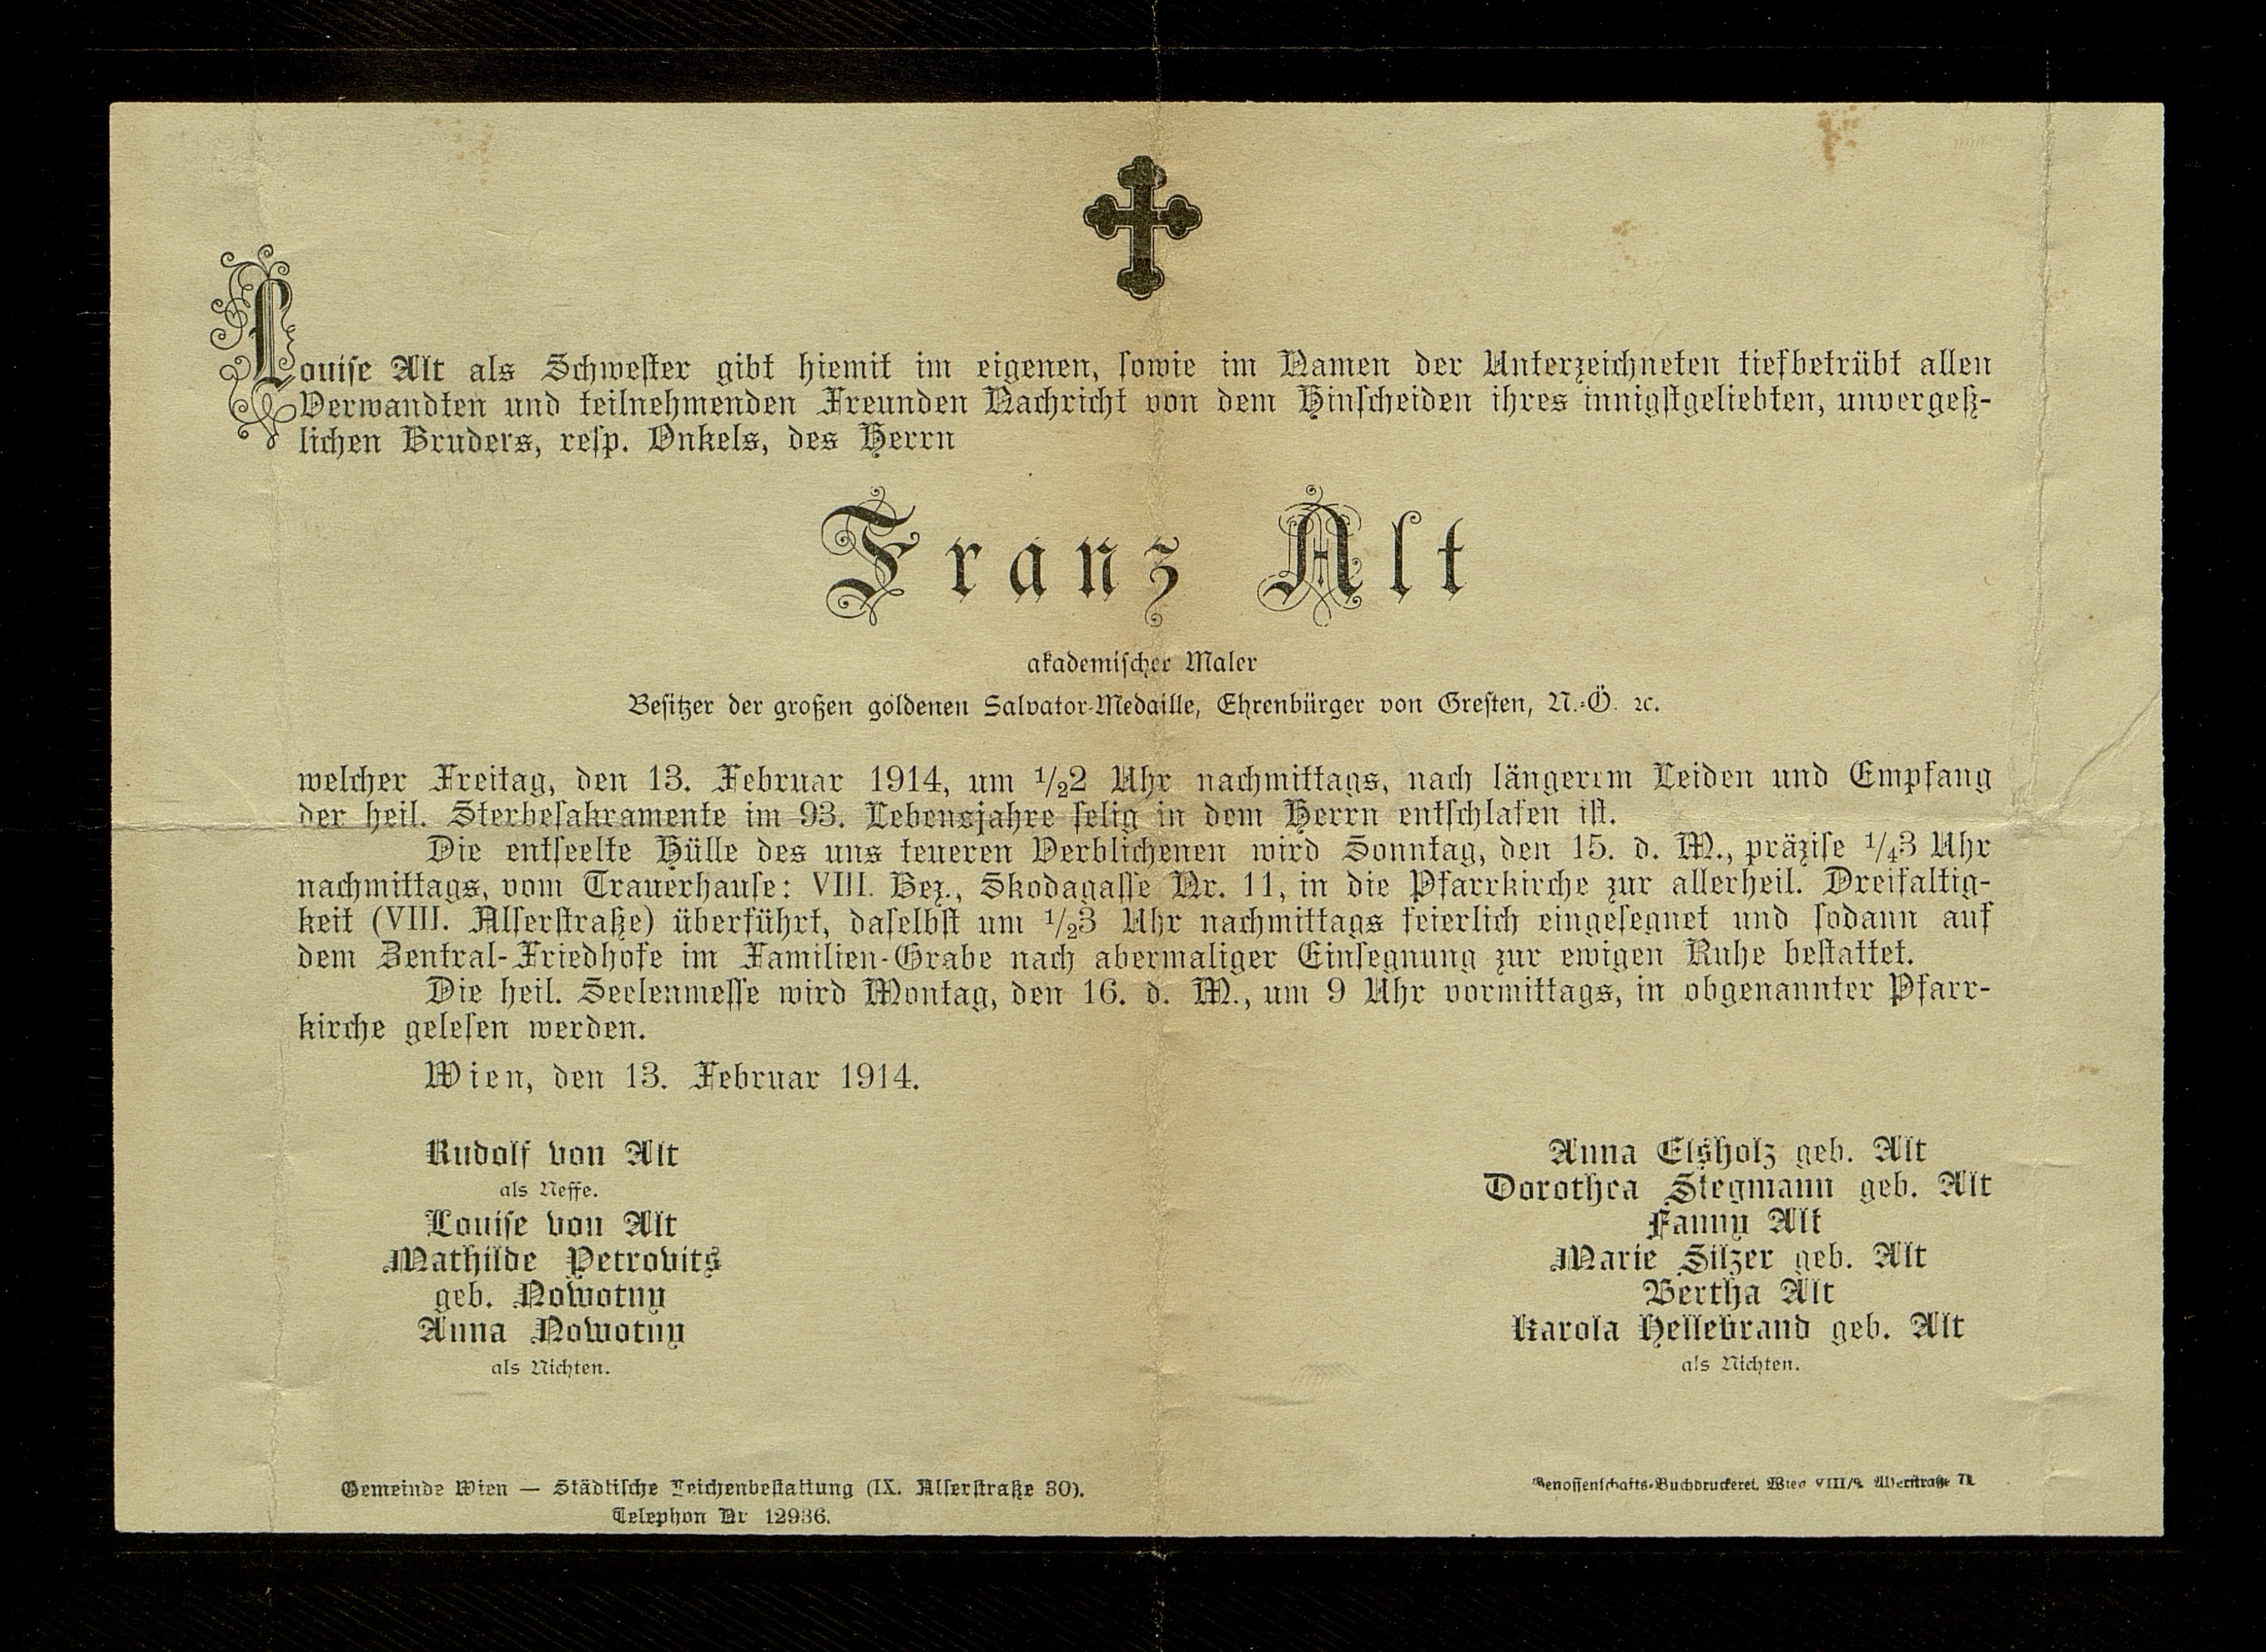 Louise Alt als Schwester gibt hiemit im eigenen, sowie im Namen der Unterzeichneten tiefbetrübt allen
Verwandten und teilnehmenden Freunden Nachricht von dem Hinscheiden ihres innigstgeliebten, unvergeß-
lichen Bruders, resp. Onkels, des Herrn
Franz Alt
akademischer Maler
Besitzer der großen goldenen Salvator-Medaille, Ehrenbürger von Gresten, N.-Ö. ꝛc.
welcher Freitag, den 13. Februar 1914, um 1/2 2 Uhr nachmittags, nach längerem Leiden und Empfang
der heil. Sterbesakramente im 93. Lebensjahre selig in dem Herrn entschlafen ist.
Die entseelte Hülle des uns teueren Verblichenen wird Sonntag, den 15. d. M., präzise 1/4 3 Uhr
nachmittags, vom Trauerhause: VIII. Bez., Skodagasse Nr. 11, in die Pfarrkirche zur allerheil. Dreifaltig-
keit (VIII. Alserstraße) überführt, daselbst um 1/2 3 Uhr nachmittags feierlich eingesegnet und sodann auf
dem Zentral-Friedhofe im Familien-Grabe nach abermaliger Einsegnung zur ewigen Ruhe bestattet.
Die heil. Seelenmesse wird Montag, den 16. d. M., um 9 Uhr vormittags, in obgenannter Pfarr-
kirche gelesen werden.
Wien, den 13. Februar 1914.
Rudolf von Alt
als Neffe.
Louise von Alt
Mathilde Petrovits
geb. Nowotny
Anna Nowotny
als Nichten.
Anna Elsholz geb. Alt
Dorothea Stegmann geb. Alt
Fanny Alt
Marie Silzer geb. Alt
Bertha Alt
Karola Hellebrand geb. Alt
als Nichten.
Gemeinde Wien — Städtische Leichenbestattung (IX. Alserstraße 30).
Telephon Nr 12936.
Genossenschafts-Buchdruckerei, Wien